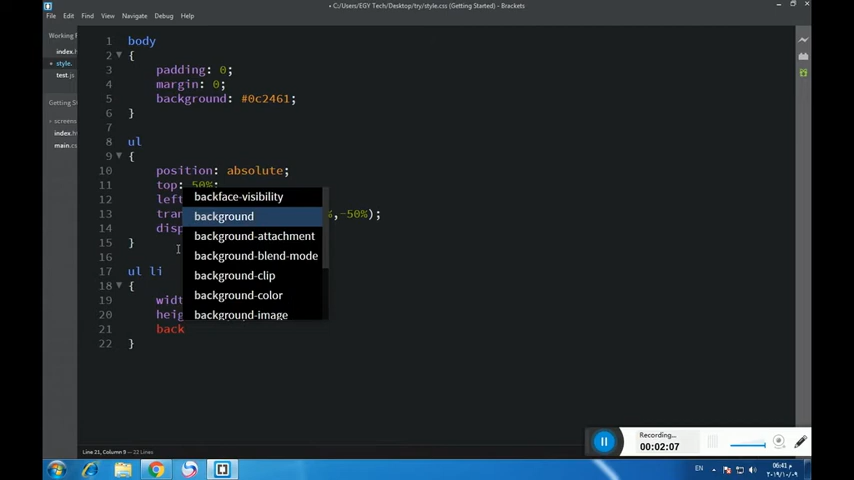 • C:/Users/EGY Tech/Desktop/try/style.css (Getting Started) - Brackets
File Edit Find View Navigate Debug Help
Working
index.h
style.
test.js
Getting St
screens
index.h
main.cs
1 body
2 {
3 padding: 0;
4 margin: 0;
5 background: #0c2461;
6 }
7
8 ul
9 {
10 position: absolute;
11 top: 50%;
12 left
13 tran %,-50%);
14 disp
15 }
16
17 ul li
18 {
19 widt
20 heig
21 back
22 }
backface-visibility
background
background-attachment
background-blend-mode
background-clip
background-color
background-image
Line 21, Column 9 — 22 Lines
Recording...
00:02:07
EN
06:41 م
٢٠١٩/١٠/٠٩